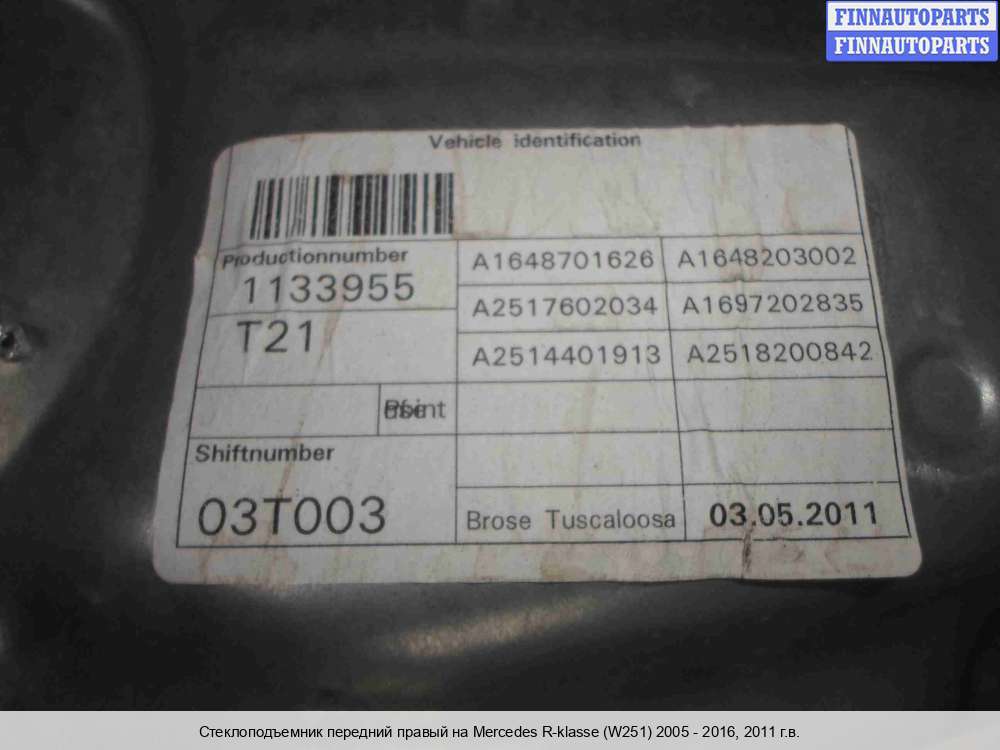 FINNAUTOPARTS
FINNAUTOPARTS
Vehicle identification
Productionnumber
1133955
T21
A1648701626 A1648203002
A2517602034 A1697202835
A2514401913 A2518200842
Shiftnumber
03T003
Brose Tuscaloosa 03.05.2011
Стеклоподъемник передний правый на Mercedes R-klasse (W251) 2005 - 2016, 2011 г.в.